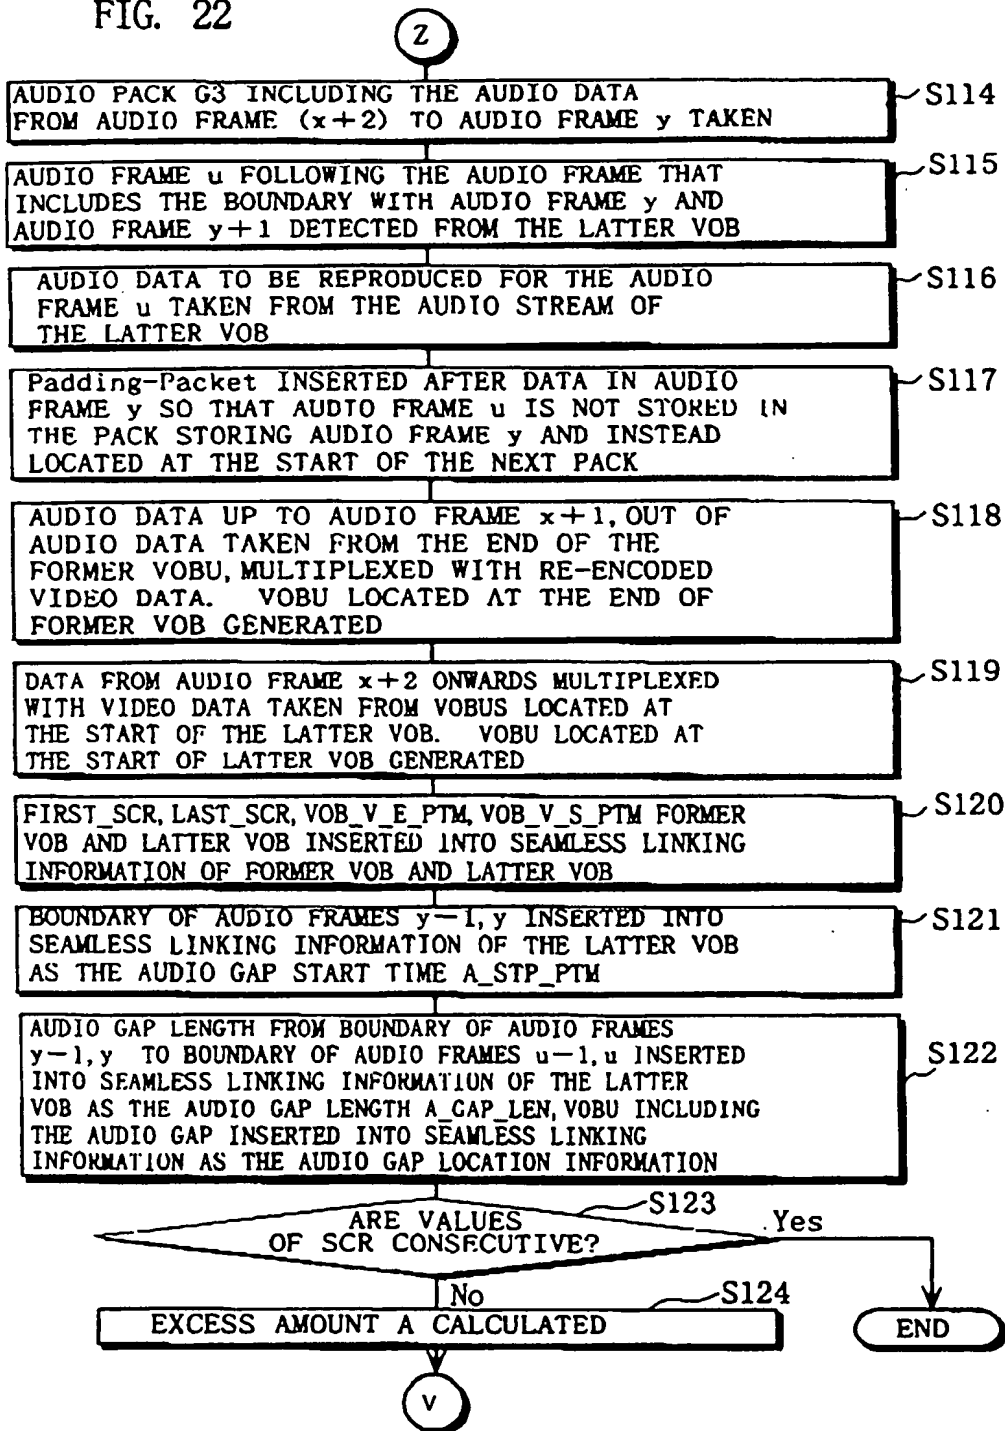 FIG. 22
Z
AUDIO PACK G3 INCLUDING THE AUDIO DATA
FROM AUDIO FRAME (x+2) TO AUDIO FRAME y TAKEN
S114
AUDIO FRAME u FOLLOWING THE AUDIO FRAME THAT
INCLUDES THE BOUNDARY WITH AUDIO FRAME y AND
AUDIO FRAME y+1 DETECTED FROM THE LATTER VOB
S115
AUDIO DATA TO BE REPRODUCED FOR THE AUDIO
FRAME u TAKEN FROM THE AUDIO STREAM OF
THE LATTER VOB
S116
Padding-Packet INSERTED AFTER DATA IN AUDIO
FRAME y SO THAT AUDIO FRAME u IS NOT STORED IN
THE PACK STORING AUDIO FRAME y AND INSTEAD
LOCATED AT THE START OF THE NEXT PACK
S117
AUDIO DATA UP TO AUDIO FRAME x+1, OUT OF
AUDIO DATA TAKEN FROM THE END OF THE
FORMER VOBU, MULTIPLEXED WITH RE-ENCODED
VIDEO DATA. VOBU LOCATED AT THE END OF
FORMER VOB GENERATED
S118
DATA FROM AUDIO FRAME x+2 ONWARDS MULTIPLEXED
WITH VIDEO DATA TAKEN FROM VOBUS LOCATED AT
THE START OF THE LATTER VOB. VOBU LOCATED AT
THE START OF LATTER VOB GENERATED
S119
FIRST_SCR, LAST_SCR, VOB_V_E_PTM, VOB_V_S_PTM FORMER
VOB AND LATTER VOB INSERTED INTO SEAMLESS LINKING
INFORMATION OF FORMER VOB AND LATTER VOB
S120
BOUNDARY OF AUDIO FRAMES y-1, y INSERTED INTO
SEAMLESS LINKING INFORMATION OF THE LATTER VOB
AS THE AUDIO GAP START TIME A_STP_PTM
S121
AUDIO GAP LENGTH FROM BOUNDARY OF AUDIO FRAMES
y-1, y TO BOUNDARY OF AUDIO FRAMES u-1, u INSERTED
INTO SEAMLESS LINKING INFORMATION OF THE LATTER
VOB AS THE AUDIO GAP LENGTH A_GAP_LEN, VOBU INCLUDING
THE AUDIO GAP INSERTED INTO SEAMLESS LINKING
INFORMATION AS THE AUDIO GAP LOCATION INFORMATION
S122
ARE VALUES
OF SCR CONSECUTIVE?
S123
Yes
No
EXCESS AMOUNT A CALCULATED
S124
END
v